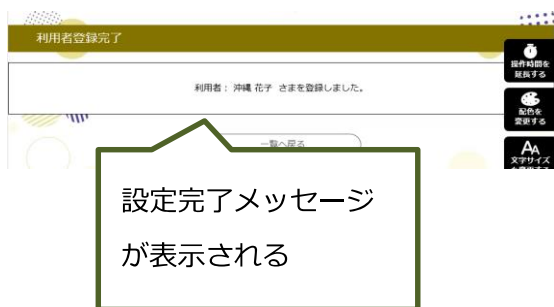 利用者登録完了
操作時間を
延長する
利用者： 沖縄 花子 さまを登録しました。
配色を
変更する
一覧へ戻る
AA
文字サイズ
設定完了メッセージ
が表示される